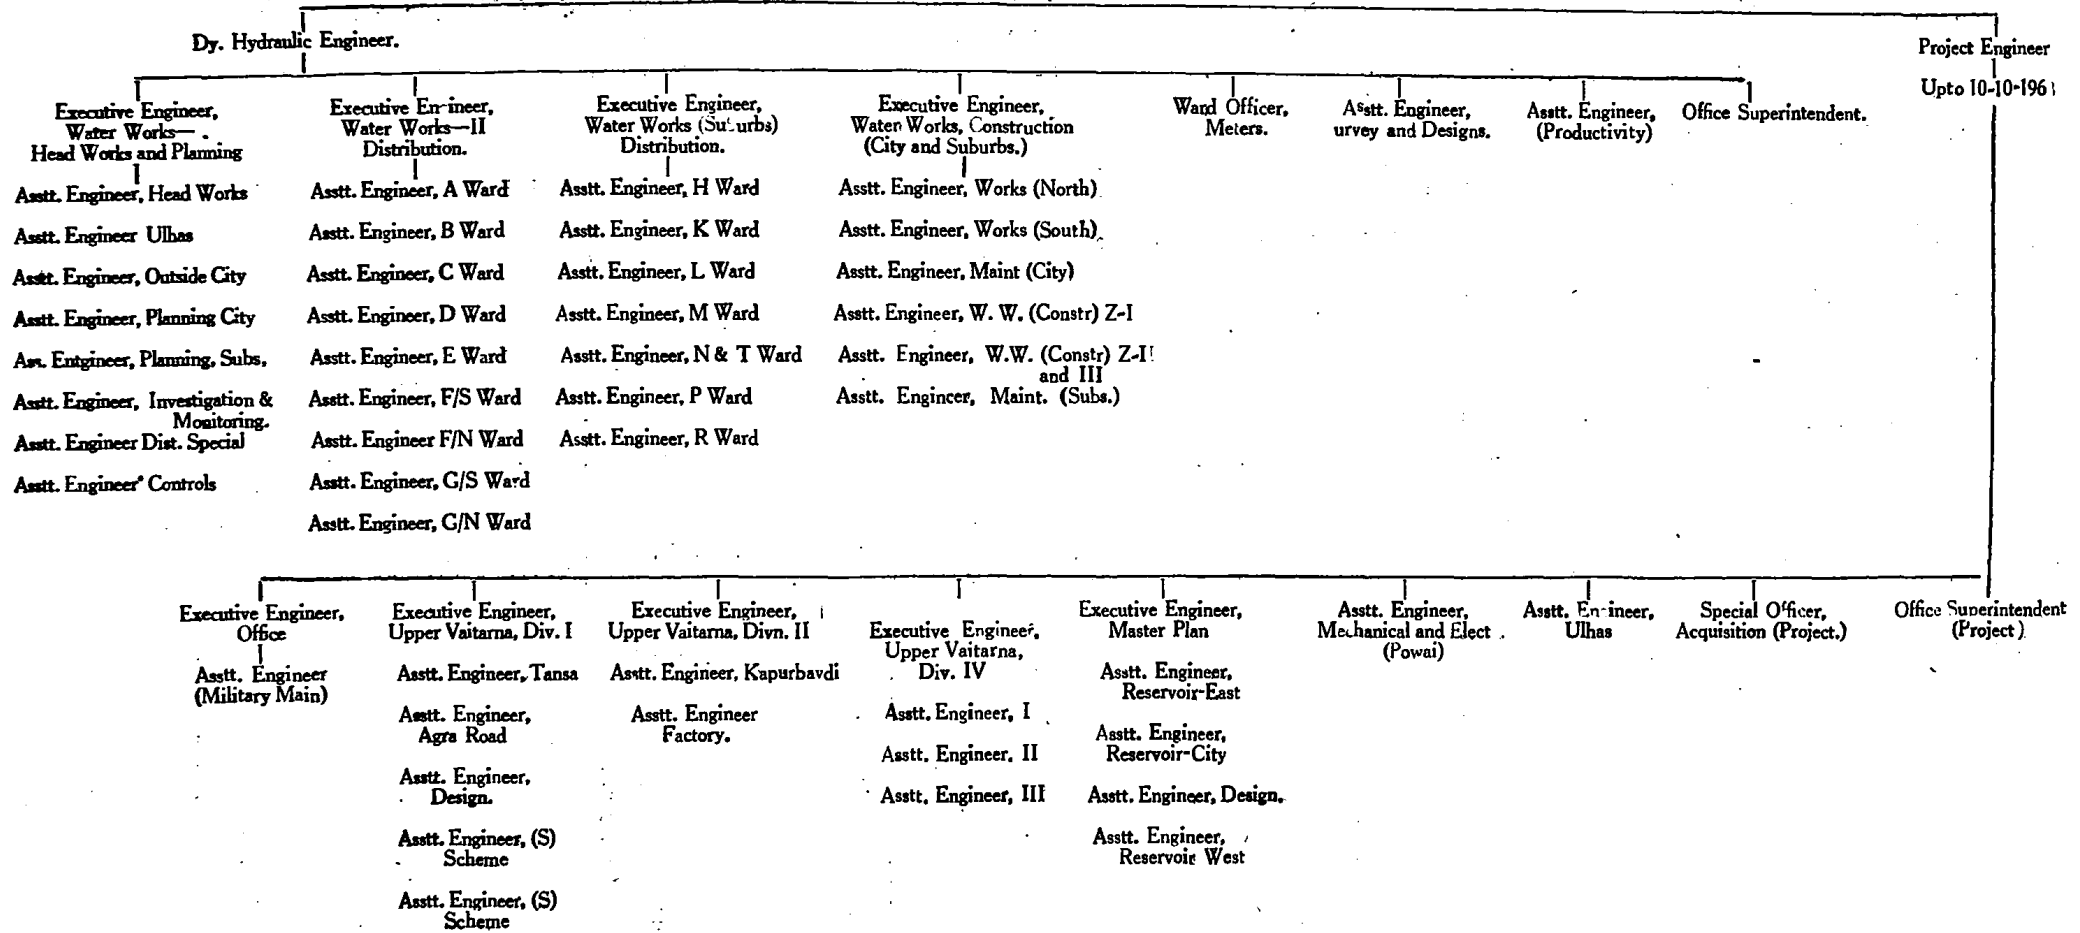 Dy. Hydraulic Engineer.
Project Engineer
Upto 10-10-196
Executive Engineer,
Water Works—
Head Works and Planning
Asstt. Engineer, Head Works
Asstt. Engineer Ulhas
Asstt. Engineer, Outside City
Asstt. Engineer, Planning City
Ass. Entgineer, Planning, Subs.
Asstt. Engineer, Investigation &
Monitoring.
Asstt. Engineer Dist. Special
Asstt. Engineer Controls
Executive En ineer,
Water Works—II
Distribution.
Asstt. Engineer, A Ward
Asstt. Engineer, B Ward
Asstt. Engineer, C Ward
Asstt. Engineer, D Ward
Asstt. Engineer, E Ward
Asstt. Engineer, F/S Ward
Asstt. Engineer F/N Ward
Asstt. Engineer, G/S Ward
Asstt. Engineer, G/N Ward
Executive Engineer,
Water Works (Suburbs)
Distribution.
Asstt. Engineer, H Ward
Asstt. Engineer, K Ward
Asstt. Engineer, L Ward
Asstt. Engineer, M Ward
Asstt. Engineer, N & T Ward
Asstt. Engineer, P Ward
Asstt. Engineer, R Ward
Executive Engineer,
Water Works, Construction
(City and Suburbs.)
Asstt. Engineer, Works (North)
Asstt. Engineer, Works (South)
Asstt. Engineer, Maint (City)
Asstt. Engineer, W. W. (Constr) Z-I
Asstt. Engineer, W.W. (Constr) Z-II
and III
Asstt. Engineer, Maint. (Subs.)
Ward Officer,
Meters.
Asstt. Engineer,
urvey and Designs.
Asstt. Engineer,
(Productivity)
Office Superintendent.
Executive Engineer,
Office
Asstt. Engineer
(Military Main)
Executive Engineer,
Upper Vaitarna, Div. I
Asstt. Engineer, Tansa
Asstt. Engineer,
Agra Road
Asstt. Engineer,
Design.
Asstt. Engineer, (S)
Scheme
Asstt. Engineer, (S)
Scheme
Executive Engineer,
Upper Vaitarna, Divn. II
Asstt. Engineer, Kapurbavdi
Asstt. Engineer
Factory.
Executive Engineer,
Upper Vaitarna,
Div. IV
Asstt. Engineer, I
Asstt. Engineer, II
Asstt. Engineer, III
Executive Engineer,
Master Plan
Asstt. Engineer,
Reservoir-East
Asstt. Engineer,
Reservoir-City
Asstt. Engineer, Design.
Asstt. Engineer,
Reservoir West
Asstt. Engineer,
Mechanical and Elect.
(Powai)
Asstt. En ineer,
Ulhas
Special Officer,
Acquisition (Project.)
Office Superintendent
(Project)